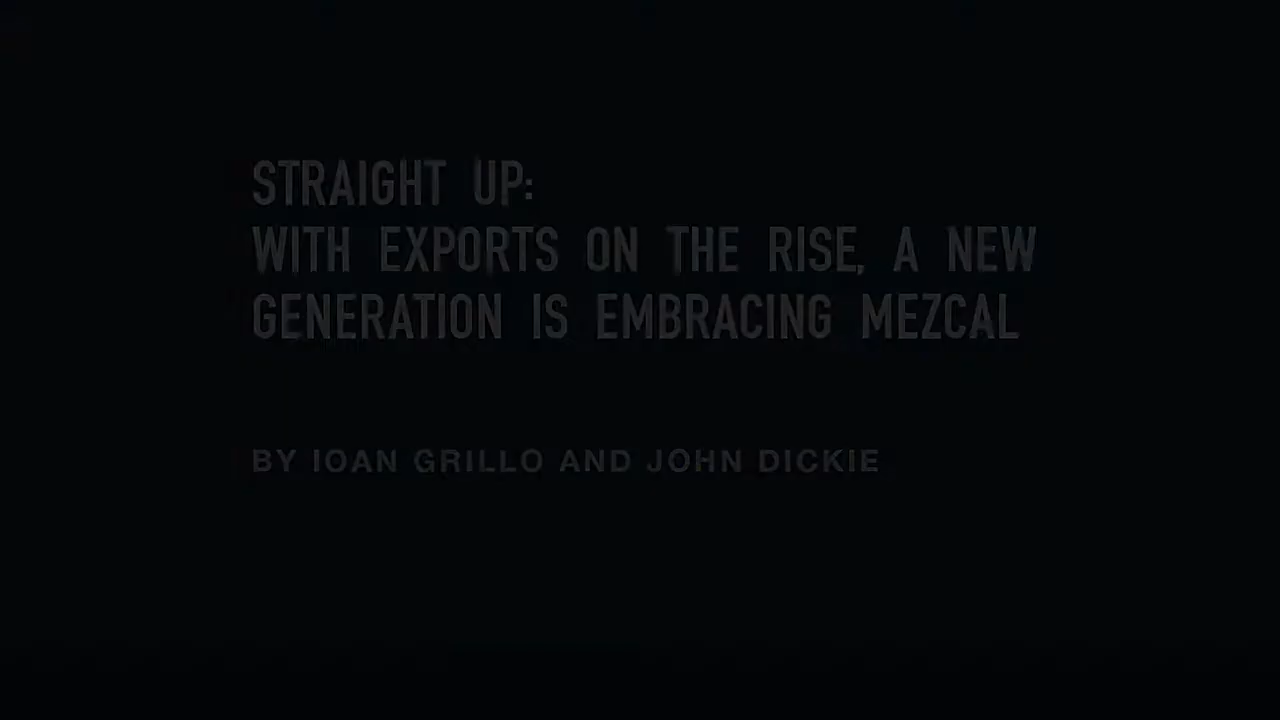 STRAIGHT UP:
WITH EXPORTS ON THE RISE, A NEW
GENERATION IS EMBRACING MEZCAL
BY IOAN GRILLO AND JOHN DICKIE